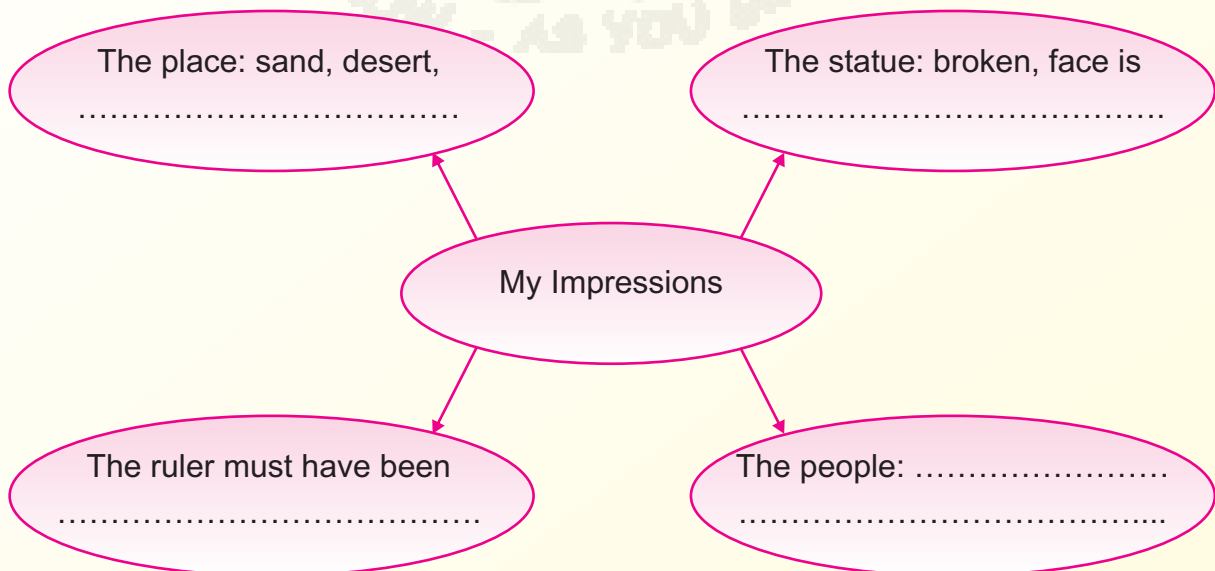 The place: sand, desert,
…………………………………
The statue: broken, face is
…………………………………….
My Impressions
The ruler must have been
…………………………………….
The people: ……………………
…………………………………....